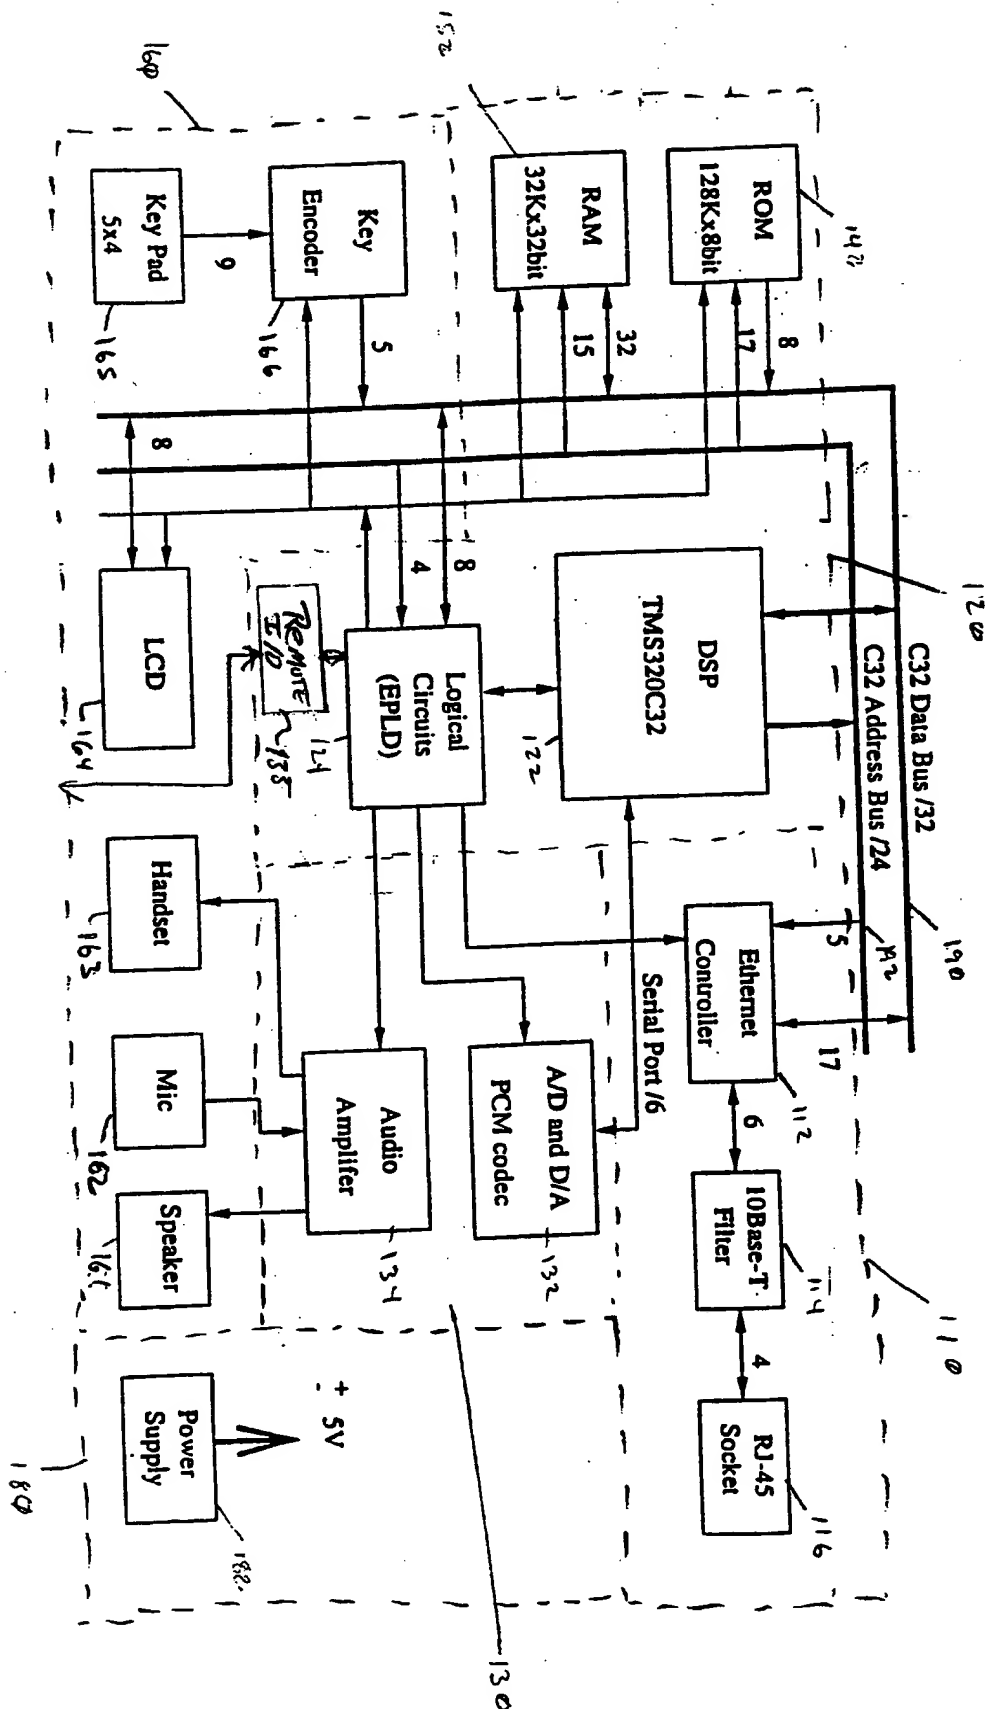 C32 Data Bus /32
190
C32 Address Bus /24
192
110
120
142
ROM
128Kx8bit
8
17
5
17
Ethernet
Controller
112
6
10Base-T
Filter
114
4
RJ-45
Socket
116
152
RAM
32Kx32bit
32
15
DSP
TMS320C32
122
Serial Port /6
A/D and D/A
PCM codec
132
130
160
Key
Encoder
166
5
8
4
Logical
Circuits
(EPLD)
124
Audio
Amplifer
134
+ 5V
-
9
Key Pad
5x4
165
8
LCD
164
REMOTE
I/O
135
Handset
163
Mic
162
Speaker
161
Power
Supply
182
180